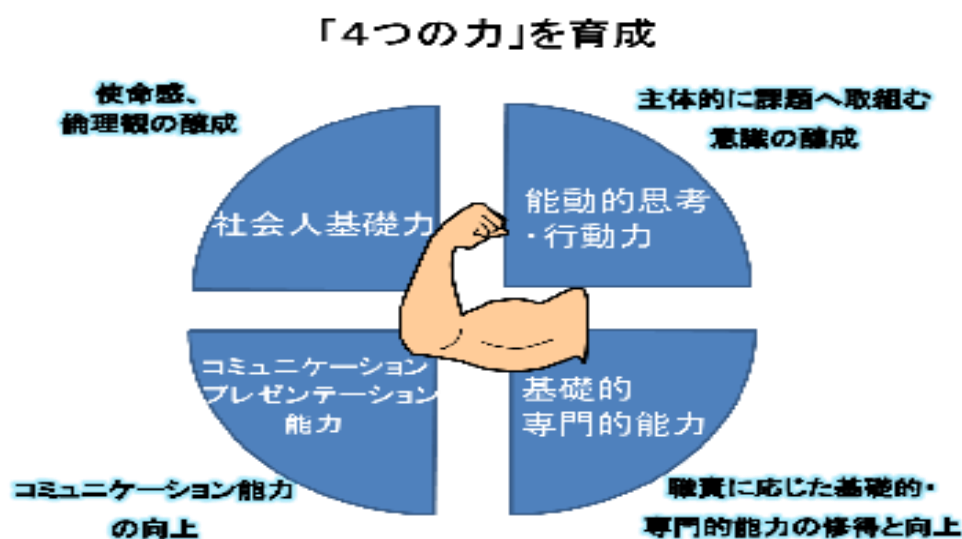 「４つの力」を育成
使命感、
倫理観の醸成
主体的に課題へ取組む
意識の醸成
社会人基礎力
能動的思考
・行動力
コミュニケーション
プレゼンテーション
能力
基礎的
専門的能力
コミュニケーション能力
の向上
職責に応じた基礎的・
専門的能力の修得と向上